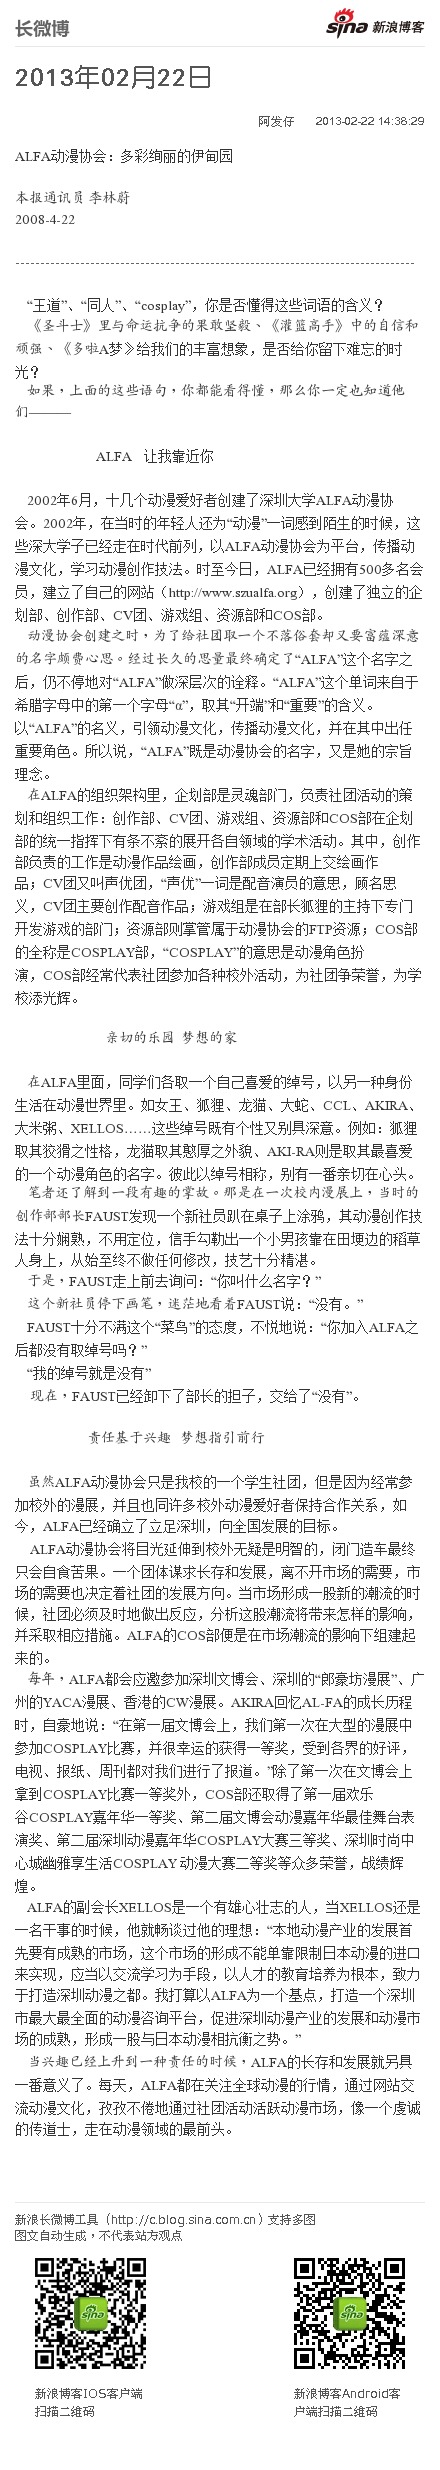 长微博
sina 新浪博客
2013年02月22日
阿发仔 2013-02-22 14:38:29
ALFA动漫协会：多彩绚丽的伊甸园
本报通讯员 李林蔚
2008-4-22
--------------------------------------------------------------------
“王道”、“同人”、“cosplay”，你是否懂得这些词语的含义？
《圣斗士》里与命运抗争的果敢坚毅、《灌篮高手》中的自信和
顽强、《多啦A梦》给我们的丰富想象，是否给你留下难忘的时
光？
如果，上面的这些语句，你都能看得懂，那么你一定也知道他
们———
ALFA 让我靠近你
2002年6月，十几个动漫爱好者创建了深圳大学ALFA动漫协
会。2002年，在当时的年轻人还为“动漫”一词感到陌生的时候，这
些深大学子已经走在时代前列，以ALFA动漫协会为平台，传播动
漫文化，学习动漫创作技法。时至今日，ALFA已经拥有500多名会
员，建立了自己的网站（http://www.szualfa.org），创建了独立的企
划部、创作部、CV团、游戏组、资源部和COS部。
动漫协会创建之时，为了给社团取一个不落俗套却又要富蕴深意
的名字颇费心思。经过长久的思量最终确定了“ALFA”这个名字之
后，仍不停地对“ALFA”做深层次的诠释。“ALFA”这个单词来自于
希腊字母中的第一个字母“α”，取其“开端”和“重要”的含义。
以“ALFA”的名义，引领动漫文化，传播动漫文化，并在其中出任
重要角色。所以说，“ALFA”既是动漫协会的名字，又是她的宗旨
理念。
在ALFA的组织架构里，企划部是灵魂部门，负责社团活动的策
划和组织工作：创作部、CV团、游戏组、资源部和COS部在企划
部的统一指挥下有条不紊的展开各自领域的学术活动。其中，创作
部负责的工作是动漫作品绘画，创作部成员定期上交绘画作
品；CV团又叫声优团，“声优”一词是配音演员的意思，顾名思
义，CV团主要创作配音作品；游戏组是在部长狐狸的主持下专门
开发游戏的部门；资源部则掌管属于动漫协会的FTP资源；COS部
的全称是COSPLAY部，“COSPLAY”的意思是动漫角色扮
演，COS部经常代表社团参加各种校外活动，为社团争荣誉，为学
校添光辉。
亲切的乐园 梦想的家
在ALFA里面，同学们各取一个自己喜爱的绰号，以另一种身份
生活在动漫世界里。如女王、狐狸、龙猫、大蛇、CCL、AKIRA、
大米粥、XELLOS……这些绰号既有个性又别具深意。例如：狐狸
取其狡猾之性格，龙猫取其憨厚之外貌、AKI-RA则是取其最喜爱
的一个动漫角色的名字。彼此以绰号相称，别有一番亲切在心头。
笔者还了解到一段有趣的掌故。那是在一次校内漫展上，当时的
创作部部长FAUST发现一个新社员趴在桌子上涂鸦，其动漫创作技
法十分娴熟，不用定位，信手勾勒出一个小男孩靠在田埂边的稻草
人身上，从始至终不做任何修改，技艺十分精湛。
于是，FAUST走上前去询问：“你叫什么名字？”
这个新社员停下画笔，迷茫地看着FAUST说：“没有。”
FAUST十分不满这个“菜鸟”的态度，不悦地说：“你加入ALFA之
后都没有取绰号吗？”
“我的绰号就是没有”
现在，FAUST已经卸下了部长的担子，交给了“没有”。
责任基于兴趣 梦想指引前行
虽然ALFA动漫协会只是我校的一个学生社团，但是因为经常参
加校外的漫展，并且也同许多校外动漫爱好者保持合作关系，如
今，ALFA已经确立了立足深圳，向全国发展的目标。
ALFA动漫协会将目光延伸到校外无疑是明智的，闭门造车最终
只会自食苦果。一个团体谋求长存和发展，离不开市场的需要，市
场的需要也决定着社团的发展方向。当市场形成一股新的潮流的时
候，社团必须及时地做出反应，分析这股潮流将带来怎样的影响，
并采取相应措施。ALFA的COS部便是在市场潮流的影响下组建起
来的。
每年，ALFA都会应邀参加深圳文博会、深圳的“郎豪坊漫展”、广
州的YACA漫展、香港的CW漫展。AKIRA回忆AL-FA的成长历程
时，自豪地说：“在第一届文博会上，我们第一次在大型的漫展中
参加COSPLAY比赛，并很幸运的获得一等奖，受到各界的好评，
电视、报纸、周刊都对我们进行了报道。”除了第一次在文博会上
拿到COSPLAY比赛一等奖外，COS部还取得了第一届欢乐
谷COSPLAY嘉年华一等奖、第二届文博会动漫嘉年华最佳舞台表
演奖、第二届深圳动漫嘉年华COSPLAY大赛三等奖、深圳时尚中
心城幽雅享生活COSPLAY 动漫大赛二等奖等众多荣誉，战绩辉
煌。
ALFA的副会长XELLOS是一个有雄心壮志的人，当XELLOS还是
一名干事的时候，他就畅谈过他的理想：“本地动漫产业的发展首
先要有成熟的市场，这个市场的形成不能单靠限制日本动漫的进口
来实现，应当以交流学习为手段，以人才的教育培养为根本，致力
于打造深圳动漫之都。我打算以ALFA为一个基点，打造一个深圳
市最大最全面的动漫咨询平台，促进深圳动漫产业的发展和动漫市
场的成熟，形成一股与日本动漫相抗衡之势。”
当兴趣已经上升到一种责任的时候，ALFA的长存和发展就另具
一番意义了。每天，ALFA都在关注全球动漫的行情，通过网站交
流动漫文化，孜孜不倦地通过社团活动活跃动漫市场，像一个虔诚
的传道士，走在动漫领域的最前头。
新浪长微博工具（http://c.blog.sina.com.cn）支持多图
图文自动生成，不代表站方观点
sina
sina
新浪博客IOS客户端
扫描二维码
新浪博客Android客
户端扫描二维码